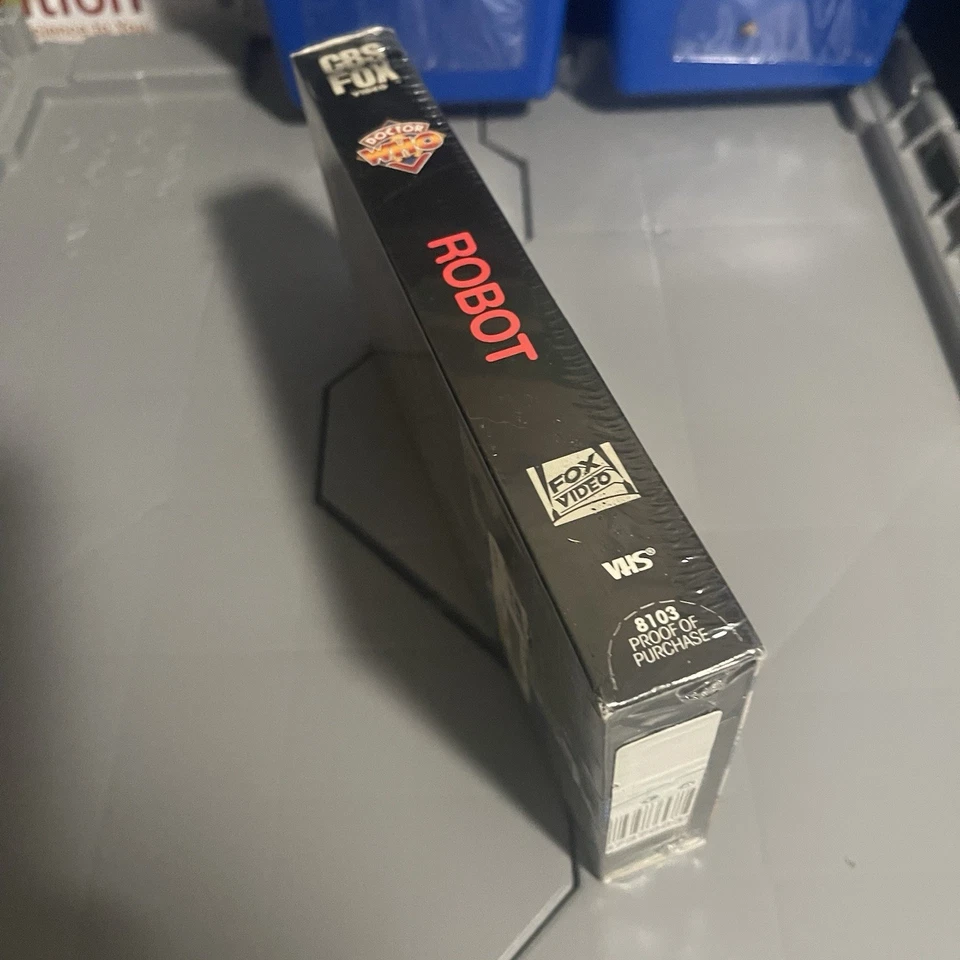 CBS
FOX
VIDEO
DOCTOR
WHO
ROBOT
FOX
VIDEO
VHS®
8103
PROOF OF
PURCHASE